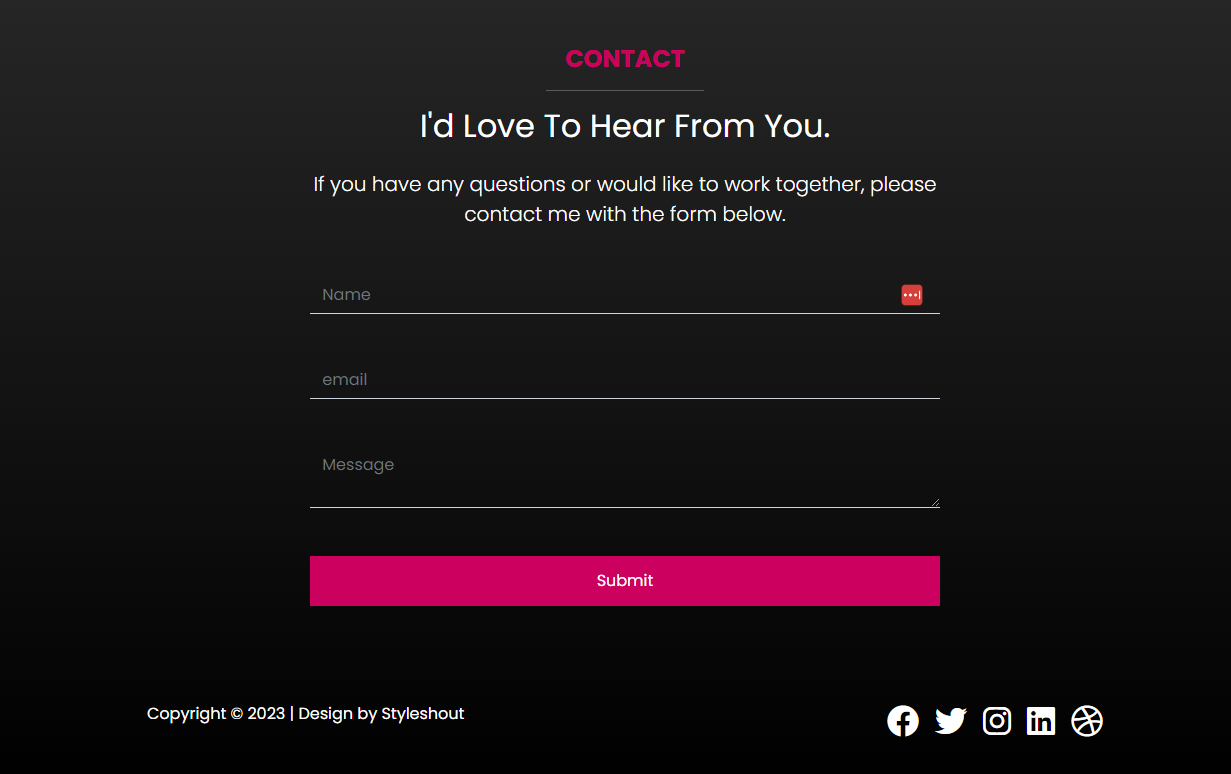 CONTACT
I'd Love To Hear From You.
If you have any questions or would like to work together, please
contact me with the form below.
Name
email
Message
Submit
Copyright © 2023 | Design by Styleshout